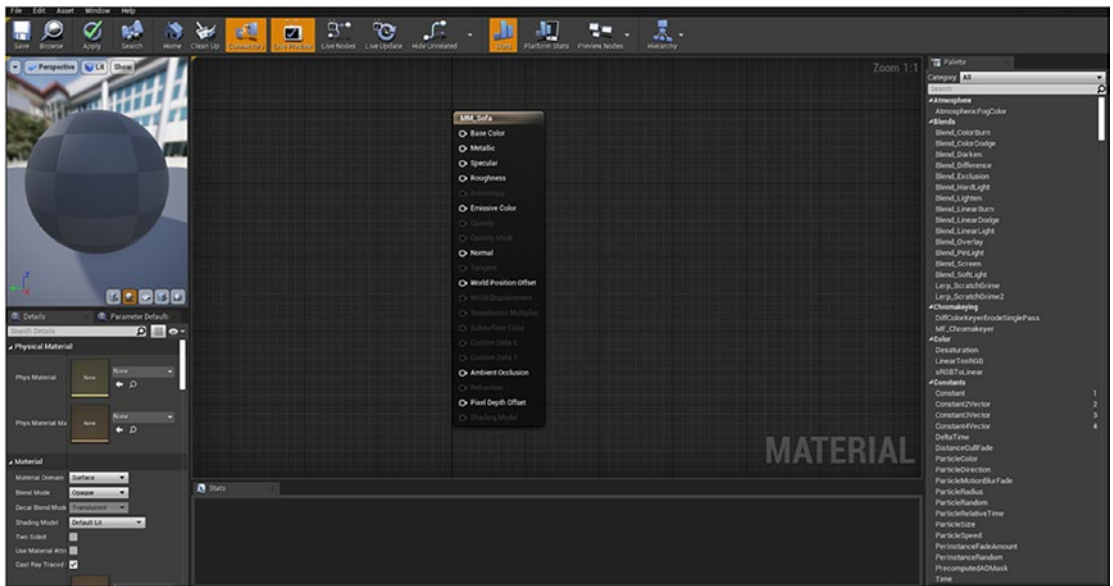 File Edit Asset Window Help
Save Browse Apply Search Home Clean Up Connectors Live Preview Live Nodes Live Update Hide Unrelated Stats Platform Stats Preview Nodes Hierarchy
Perspective Lit Show
Zoom 1:1
MM_Sofa
Base Color
Metallic
Specular
Roughness
Anisotropy
Emissive Color
Opacity
Opacity Mask
Normal
Tangent
World Position Offset
World Displacement
Tessellation Multiplier
Subsurface Color
Custom Data 0
Custom Data 1
Ambient Occlusion
Refraction
Pixel Depth Offset
Shading Model
MATERIAL
Details Parameter Defaults
Search Details
Physical Material
Phys Material None None
Phys Material Ma None None
Material
Material Domain Surface
Blend Mode Opaque
Decal Blend Mode Translucent
Shading Model Default Lit
Two Sided
Use Material Attri
Cast Ray Traced
Stats
Palette
Category: All
Search
Atmosphere
AtmosphericFogColor
Blends
Blend_ColorBurn
Blend_ColorDodge
Blend_Darken
Blend_Difference
Blend_Exclusion
Blend_HardLight
Blend_Lighten
Blend_LinearBurn
Blend_LinearDodge
Blend_LinearLight
Blend_Overlay
Blend_PinLight
Blend_Screen
Blend_SoftLight
Lerp_ScratchGrime
Lerp_ScratchGrime2
Chromakeying
DiffColorKeyerErodeSinglePass
MF_Chromakeyer
Color
Desaturation
LinearTosRGB
sRGBToLinear
Constants
Constant 1
Constant2Vector 2
Constant3Vector 3
Constant4Vector 4
DeltaTime
DistanceCullFade
ParticleColor
ParticleDirection
ParticleMotionBlurFade
ParticleRadius
ParticleRandom
ParticleRelativeTime
ParticleSize
ParticleSpeed
PerInstanceFadeAmount
PerInstanceRandom
PrecomputedAOMask
Time